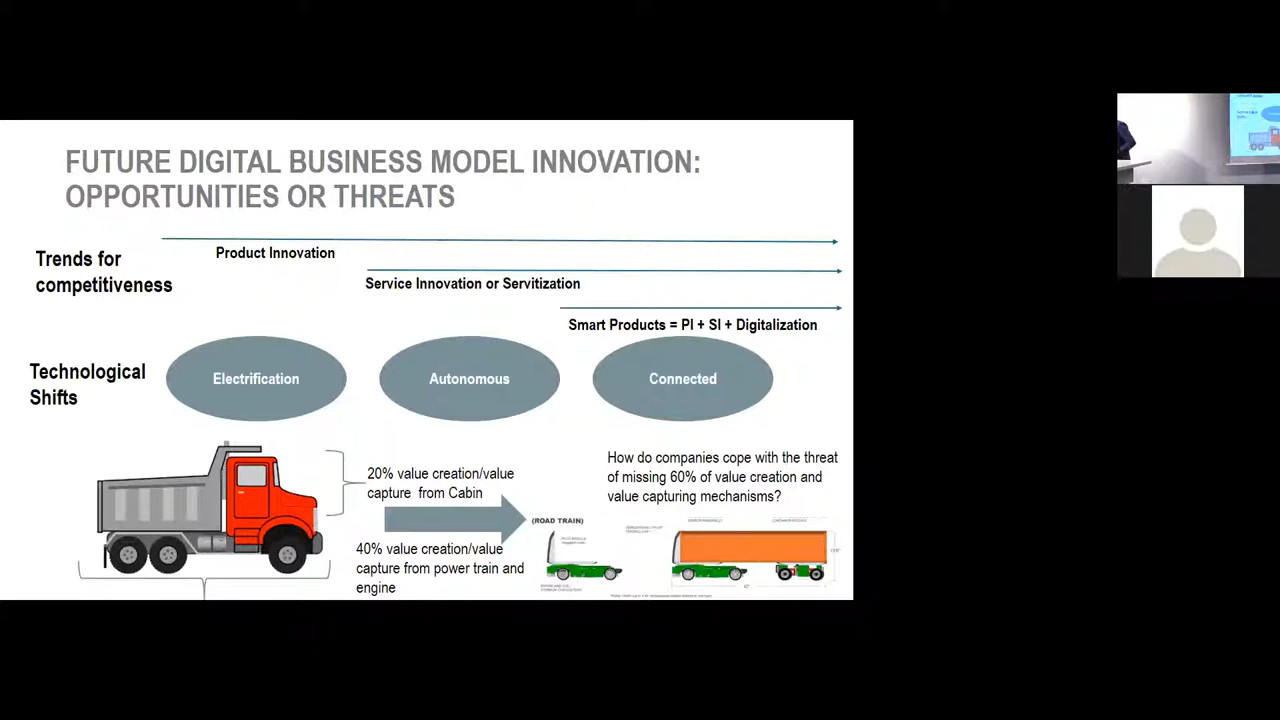 FUTURE DIGITAL BUSINESS MODEL INNOVATION:
OPPORTUNITIES OR THREATS
Trends for
competitiveness
Product Innovation
Service Innovation or Servitization
Smart Products = PI + SI + Digitalization
Technological
Shifts
Electrification
Autonomous
Connected
20% value creation/value
capture from Cabin
40% value creation/value
capture from power train and
engine
How do companies cope with the threat
of missing 60% of value creation and
value capturing mechanisms?
(ROAD TRAIN)